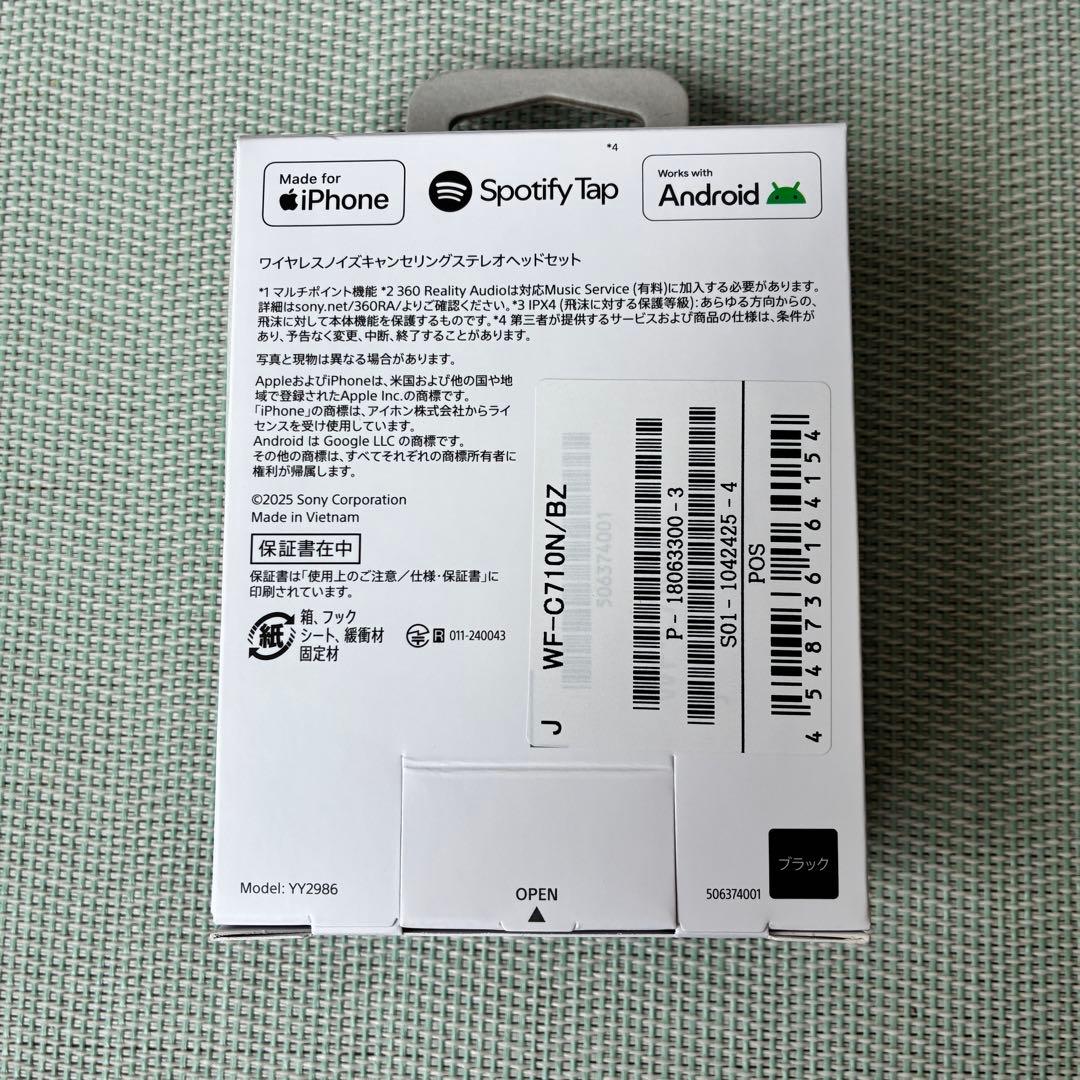 *4
Made for
iPhone
Spotify Tap
Works with
Android
ワイヤレスノイズキャンセリングステレオヘッドセット
*1 マルチポイント機能 *2 360 Reality Audioは対応Music Service (有料)に加入する必要があります。
詳細はsony.net/360RA/よりご確認ください。*3 IPX4 (飛沫に対する保護等級): あらゆる方向からの、
飛沫に対して本体機能を保護するものです。*4 第三者が提供するサービスおよび商品の仕様は、条件が
あり、予告なく変更、中断、終了することがあります。
写真と現物は異なる場合があります。
AppleおよびiPhoneは、米国および他の国や地
域で登録されたApple Inc.の商標です。
「iPhone」の商標は、アイホン株式会社からライ
センスを受け使用しています。
Android は Google LLC の商標です。
その他の商標は、すべてそれぞれの商標所有者に
権利が帰属します。
©2025 Sony Corporation
Made in Vietnam
保証書在中
保証書は「使用上のご注意／仕様・保証書」に
印刷されています。
紙
箱、フック
シート、緩衝材
固定材
R 011-240043
J WF-C710N/BZ
506374001
P- 18063300 - 3
S01 - 1042425 - 4
POS
4 548736 164154
ブラック
Model: YY2986
OPEN
506374001